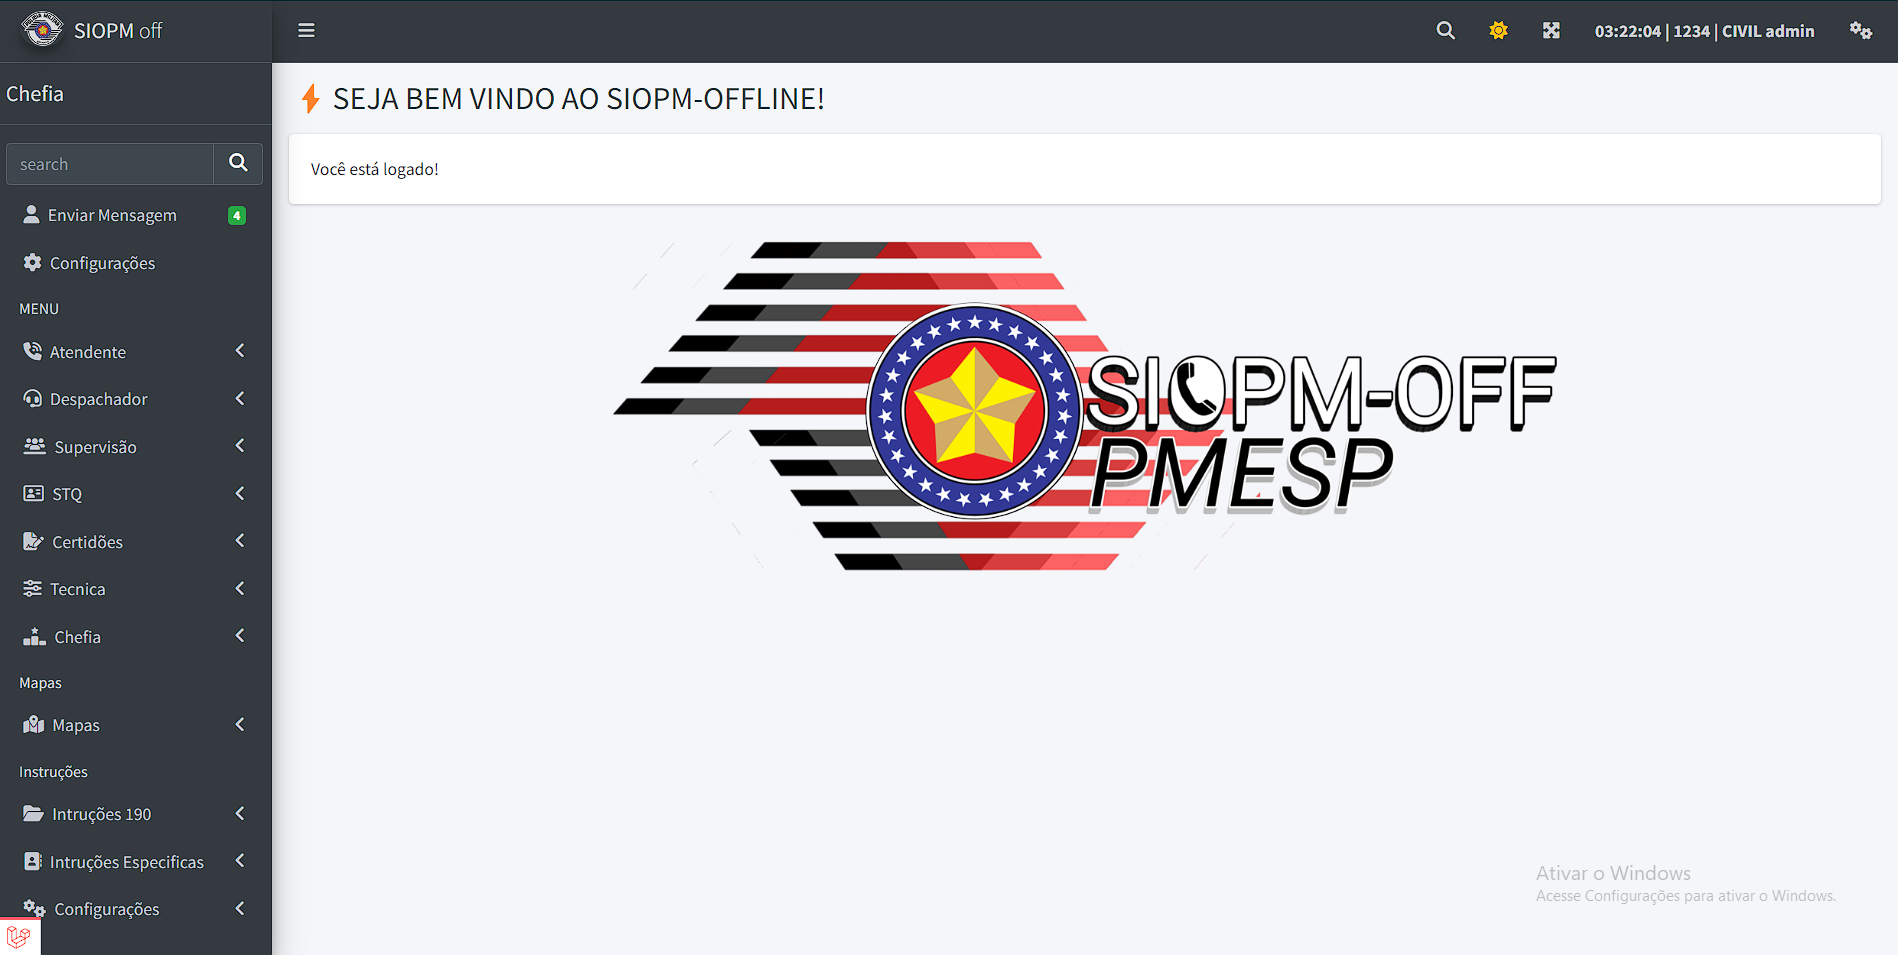 SIOPM off
03:22:04 | 1234 | CIVIL admin
Chefia
SEJA BEM VINDO AO SIOPM-OFFLINE!
search
Você está logado!
Enviar Mensagem 4
Configurações
MENU
Atendente
Despachador
Supervisão
STQ
Certidões
Tecnica
Chefia
Mapas
Mapas
Instruções
Intruções 190
Intruções Especificas
Configurações
SIOPM-OFF
PMESP
Ativar o Windows
Acesse Configurações para ativar o Windows.